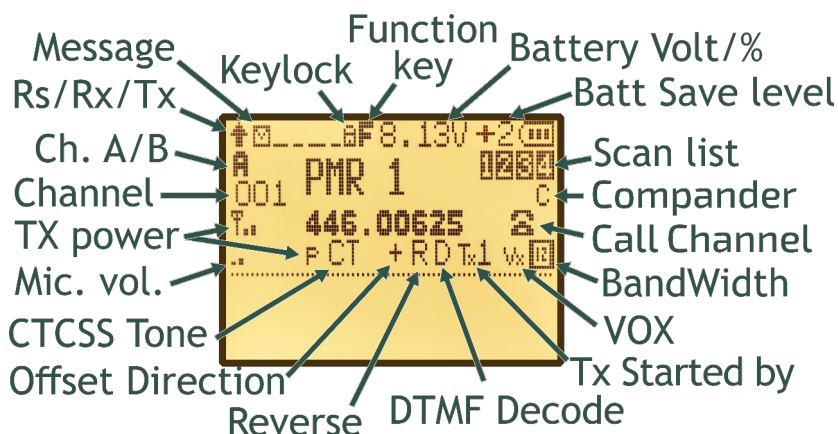 Message
Keylock
Function
key
Battery Volt/%
Rs/Rx/Tx
Batt Save level
8.13V +2
Ch. A/B
A
PMR 1
1234
Scan list
Channel
001
C
Compander
TX power
446.00625
Call Channel
Mic. vol.
P CT + R D Tx1 Vx
BandWidth
CTCSS Tone
VOX
Offset Direction
Tx Started by
Reverse
DTMF Decode